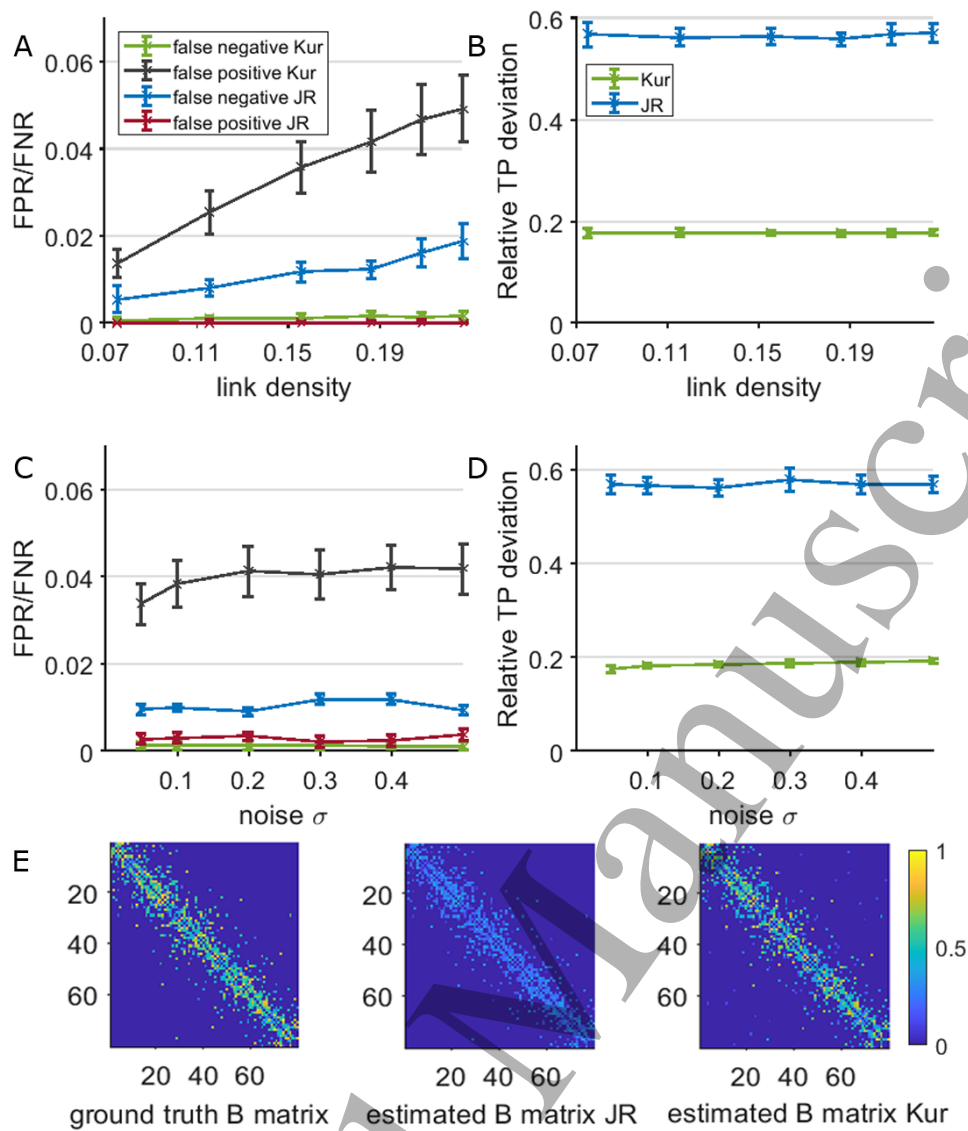 A
FPR/FNR
0.06
0.04
0.02
0
false negative Kur
false positive Kur
false negative JR
false positive JR
0.07 0.11 0.15 0.19
link density
B
Relative TP deviation
0.6
0.4
0.2
0
Kur
JR
0.07 0.11 0.15 0.19
link density
C
FPR/FNR
0.06
0.04
0.02
0
0.1 0.2 0.3 0.4
noise σ
D
Relative TP deviation
0.6
0.4
0.2
0
0.1 0.2 0.3 0.4
noise σ
E
20
40
60
20 40 60
ground truth B matrix
20
40
60
20 40 60
estimated B matrix JR
20
40
60
20 40 60
estimated B matrix Kur
1
0.5
0
Manuscri